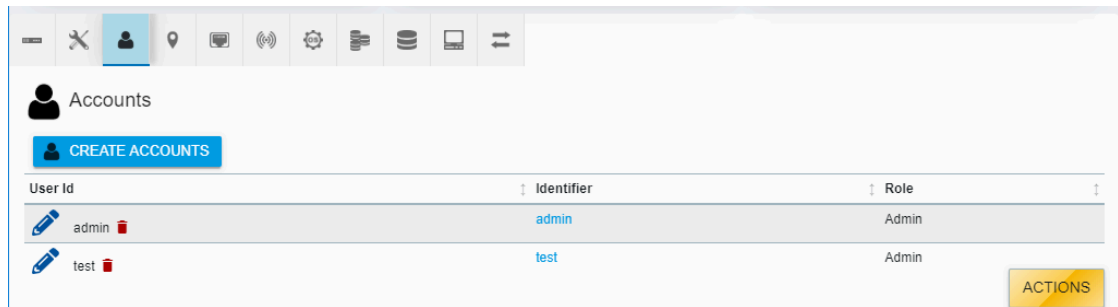 Accounts
CREATE ACCOUNTS
User Id Identifier Role
admin admin Admin
test test Admin
ACTIONS